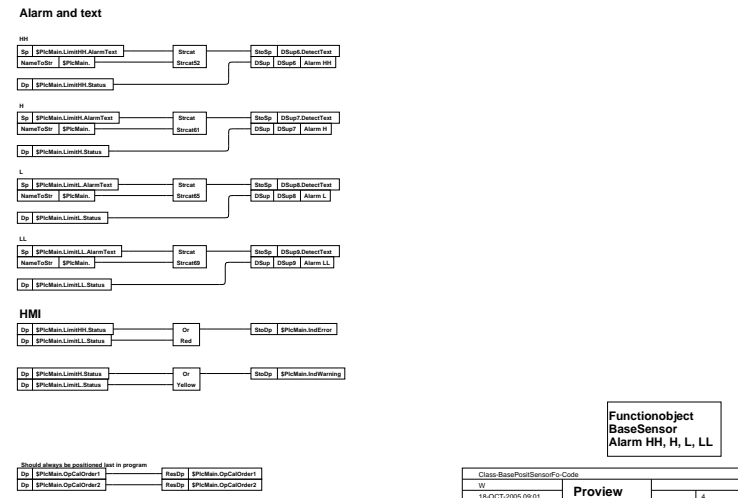 Alarm and text
HH
Sp $PlcMain.LimitHH.AlarmText Strcat StoSp DSup6.DetectText
NameToStr $PlcMain. Strcat52 DSup DSup6 Alarm HH
Dp $PlcMain.LimitHH.Status
H
Sp $PlcMain.LimitH.AlarmText Strcat StoSp DSup7.DetectText
NameToStr $PlcMain. Strcat61 DSup DSup7 Alarm H
Dp $PlcMain.LimitH.Status
L
Sp $PlcMain.LimitL.AlarmText Strcat StoSp DSup8.DetectText
NameToStr $PlcMain. Strcat65 DSup DSup8 Alarm L
Dp $PlcMain.LimitL.Status
LL
Sp $PlcMain.LimitLL.AlarmText Strcat StoSp DSup9.DetectText
NameToStr $PlcMain. Strcat69 DSup DSup9 Alarm LL
Dp $PlcMain.LimitLL.Status
HMI
Dp $PlcMain.LimitHH.Status Or StoDp $PlcMain.IndError
Dp $PlcMain.LimitLL.Status Red
Dp $PlcMain.LimitH.Status Or StoDp $PlcMain.IndWarning
Dp $PlcMain.LimitL.Status Yellow
Functionobject
BaseSensor
Alarm HH, H, L, LL
Should always be positioned last in program
Dp $PlcMain.OpCalOrder1 ResDp $PlcMain.OpCalOrder1
Dp $PlcMain.OpCalOrder2 ResDp $PlcMain.OpCalOrder2
Class-BasePositSensorFo-Code
W
18-OCT-2005 09:01 Proview 4